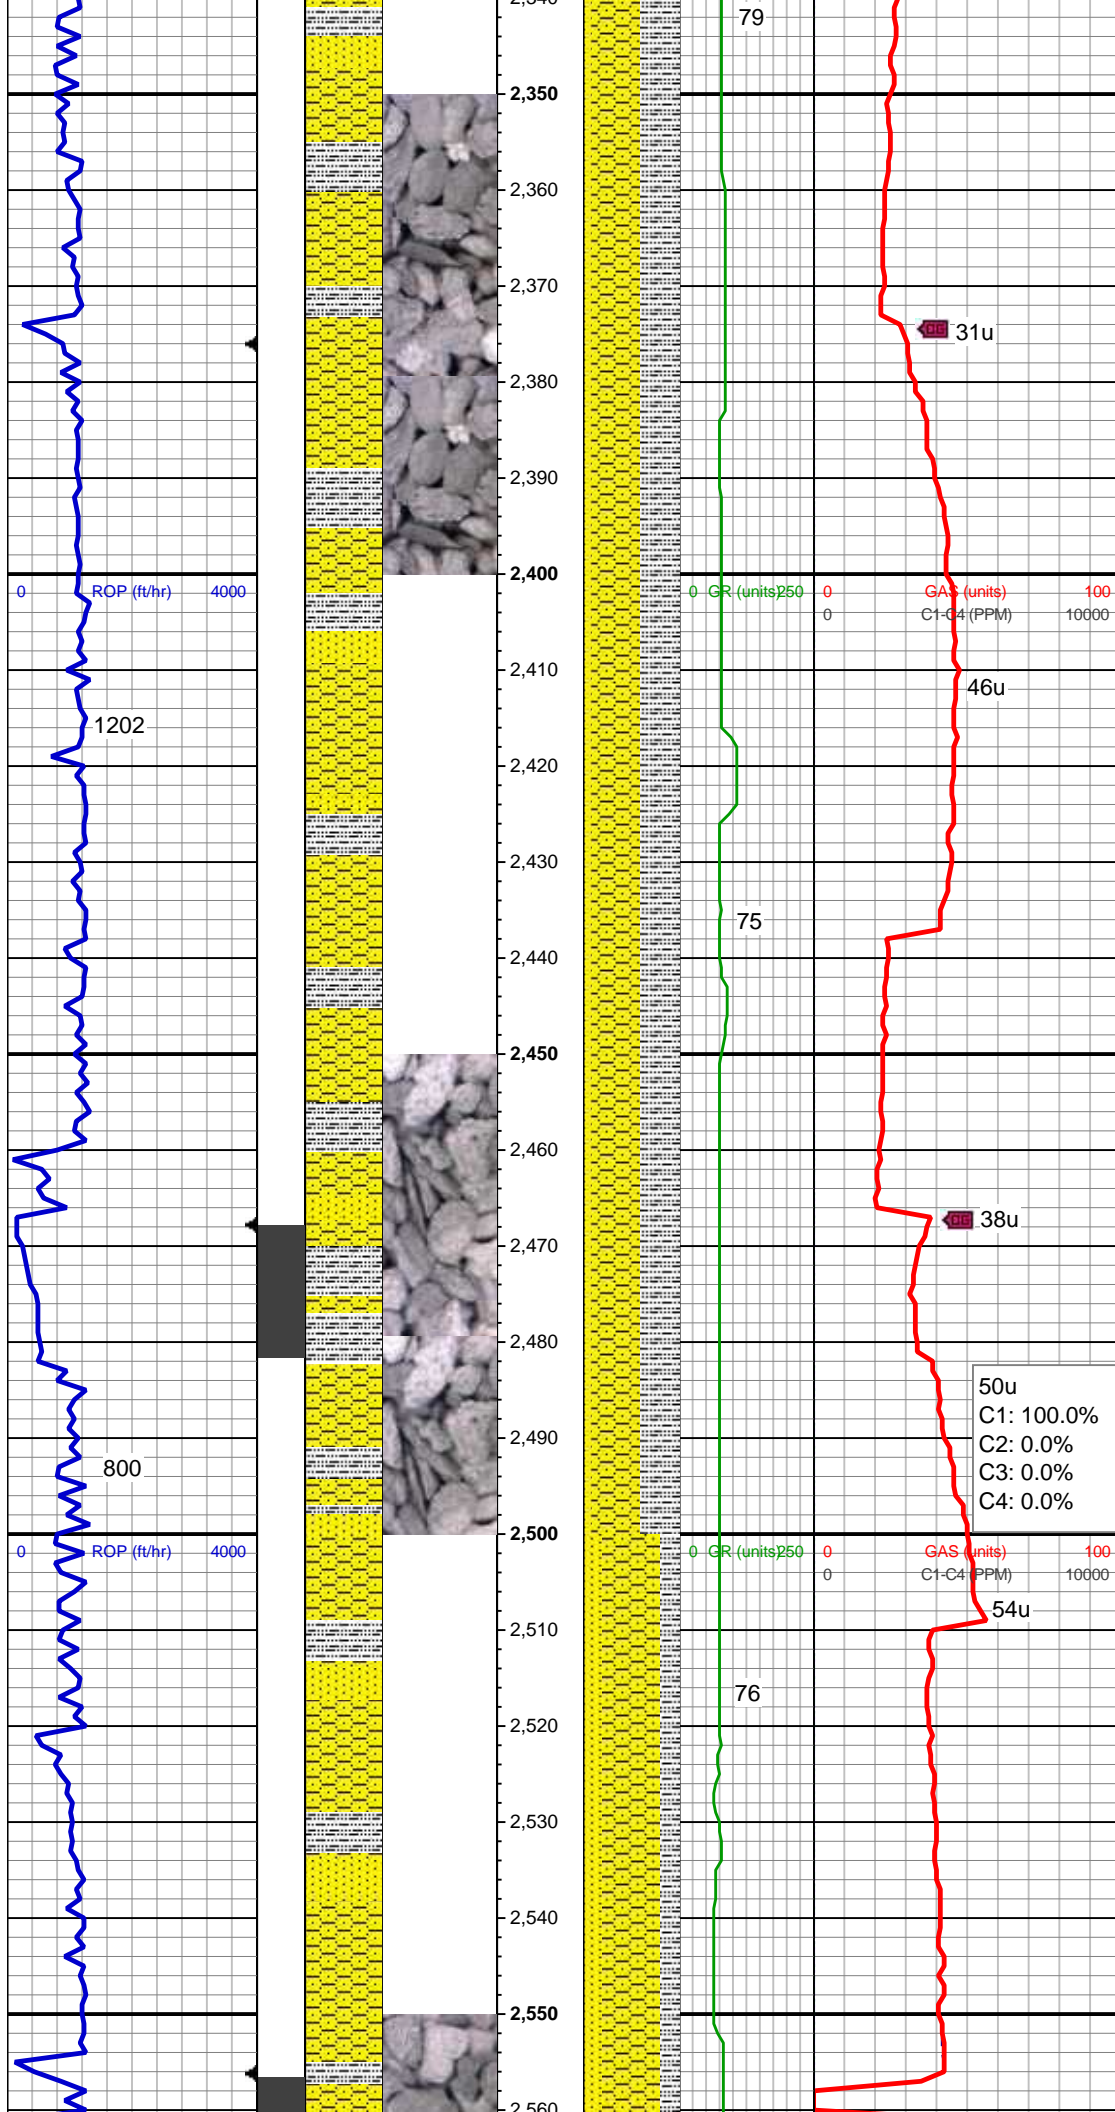 79
2,350
2,360
2,370
DG 31u
2,380
2,390
2,400
0 ROP (ft/hr) 4000
0 GR (units) 250
0 GAS (units) 100
0 C1-C4 (PPM) 10000
2,410
46u
1202
2,420
2,430
75
2,440
2,450
2,460
DG 38u
2,470
2,480
50u
C1: 100.0%
C2: 0.0%
C3: 0.0%
C4: 0.0%
2,490
800
2,500
0 ROP (ft/hr) 4000
0 GR (units) 250
0 GAS (units) 100
0 C1-C4 (PPM) 10000
54u
2,510
76
2,520
2,530
2,540
2,550
2,560